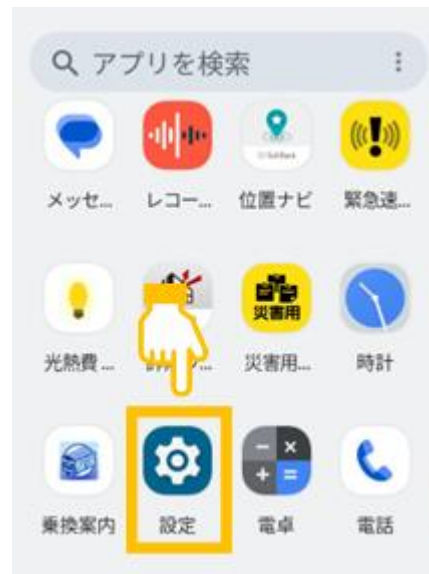 アプリを検索
メッセ...
レコー...
位置ナビ
緊急速...
災害用
光熱費...
災害用...
時計
乗換案内
設定
電卓
電話